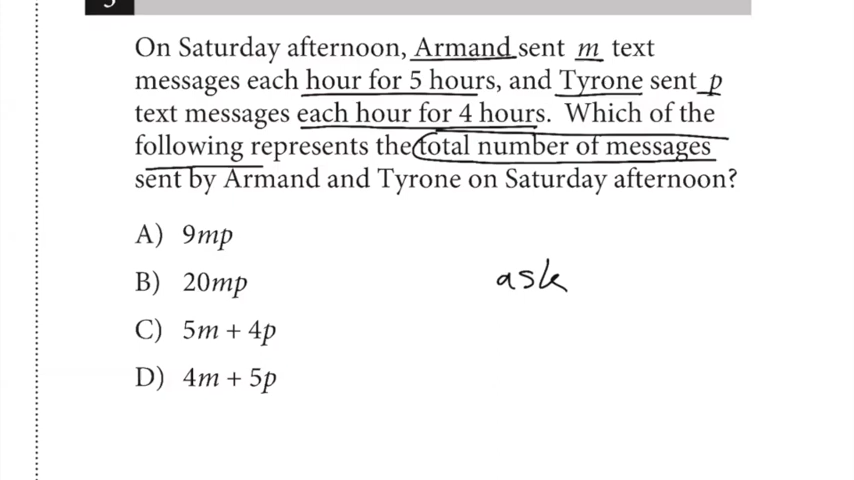 On Saturday afternoon, Armand sent m text
messages each hour for 5 hours, and Tyrone sent p
text messages each hour for 4 hours. Which of the
following represents the total number of messages
sent by Armand and Tyrone on Saturday afternoon?
A) 9mp
B) 20mp
ask
C) 5m + 4p
D) 4m + 5p